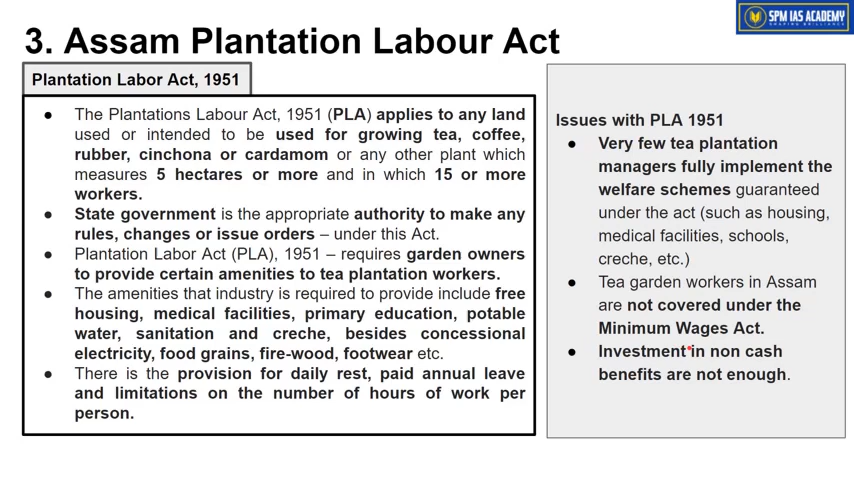 SPM IAS ACADEMY
SHAPING BRILLIANCE
3. Assam Plantation Labour Act
Plantation Labor Act, 1951
● The Plantations Labour Act, 1951 (PLA) applies to any land
used or intended to be used for growing tea, coffee,
rubber, cinchona or cardamom or any other plant which
measures 5 hectares or more and in which 15 or more
workers.
● State government is the appropriate authority to make any
rules, changes or issue orders – under this Act.
● Plantation Labor Act (PLA), 1951 – requires garden owners
to provide certain amenities to tea plantation workers.
● The amenities that industry is required to provide include free
housing, medical facilities, primary education, potable
water, sanitation and creche, besides concessional
electricity, food grains, fire-wood, footwear etc.
● There is the provision for daily rest, paid annual leave
and limitations on the number of hours of work per
person.
Issues with PLA 1951
● Very few tea plantation
managers fully implement the
welfare schemes guaranteed
under the act (such as housing,
medical facilities, schools,
creche, etc.)
● Tea garden workers in Assam
are not covered under the
Minimum Wages Act.
● Investment in non cash
benefits are not enough.